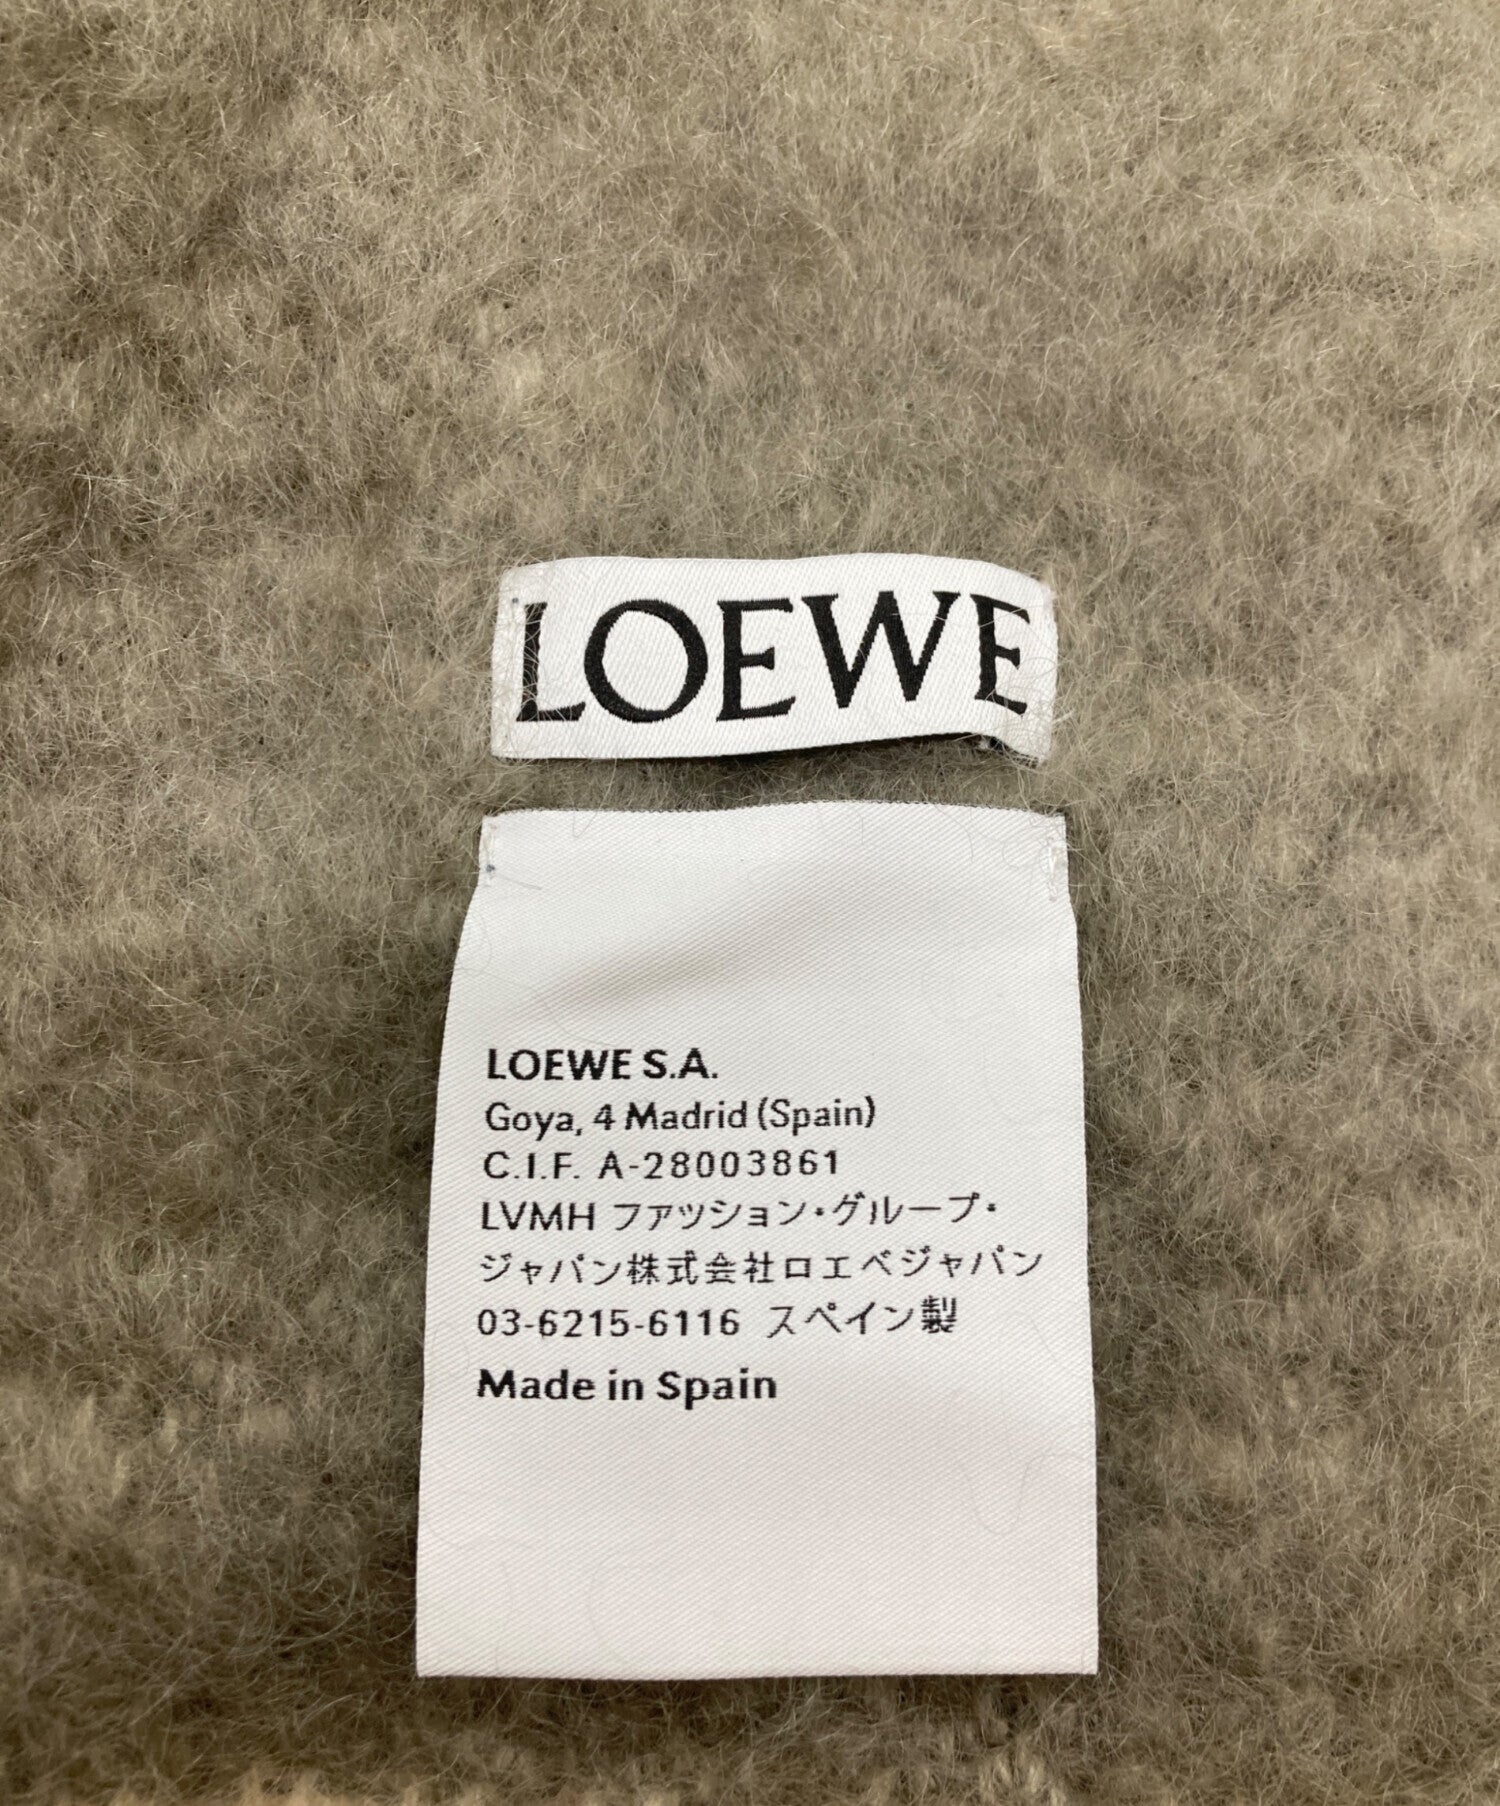 LOEWE
LOEWE S.A.
Goya, 4 Madrid (Spain)
C.I.F. A-28003861
LVMH ファッション・グループ・
ジャパン株式会社ロエベジャパン
03-6215-6116 スペイン製
Made in Spain